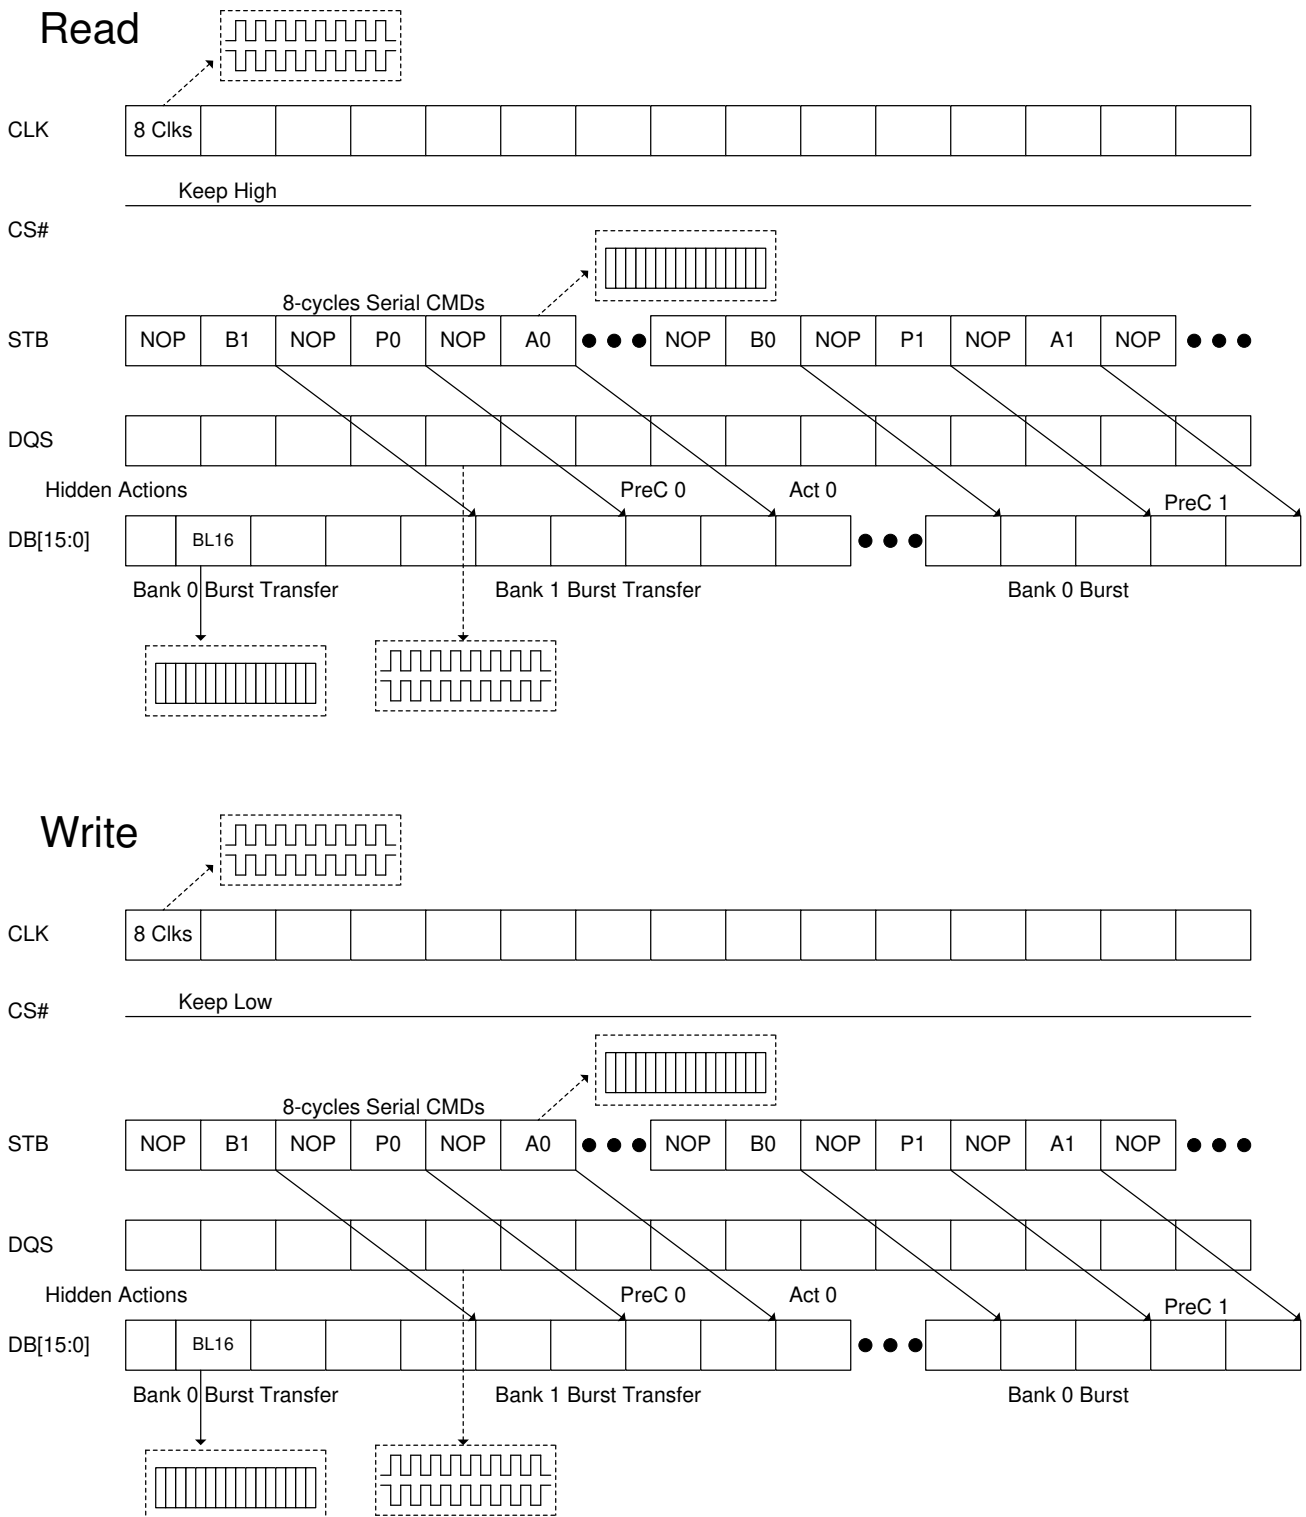 Read
CLK
8 Clks
Keep High
CS#
8-cycles Serial CMDs
STB NOP B1 NOP P0 NOP A0 NOP B0 NOP P1 NOP A1 NOP
DQS
Hidden Actions PreC 0 Act 0 PreC 1
DB[15:0] BL16
Bank 0 Burst Transfer Bank 1 Burst Transfer Bank 0 Burst
Write
CLK
8 Clks
Keep Low
CS#
8-cycles Serial CMDs
STB NOP B1 NOP P0 NOP A0 NOP B0 NOP P1 NOP A1 NOP
DQS
Hidden Actions PreC 0 Act 0 PreC 1
DB[15:0] BL16
Bank 0 Burst Transfer Bank 1 Burst Transfer Bank 0 Burst